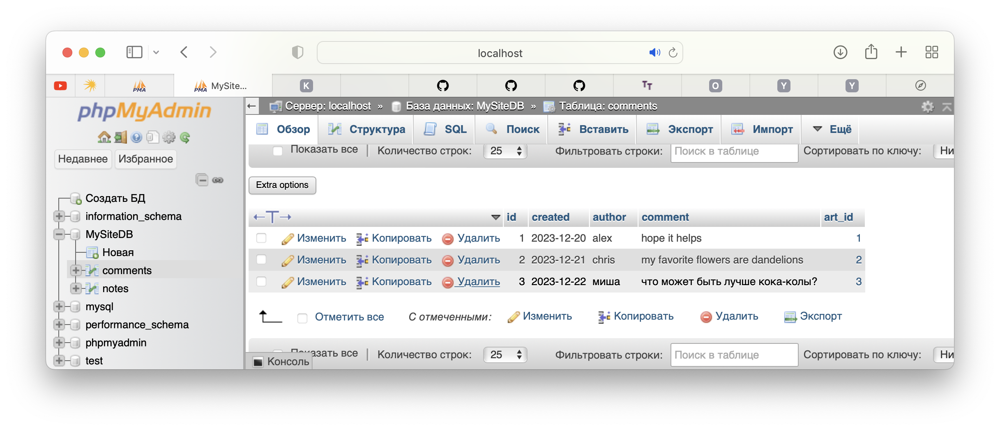 localhost
PMA
PMA MySite...
K
TT
O
Y
Y
phpMyAdmin
Недавнее Избранное
Создать БД
information_schema
MySiteDB
Новая
comments
notes
mysql
performance_schema
phpmyadmin
test
Сервер: localhost » База данных: MySiteDB » Таблица: comments
Обзор Структура SQL Поиск Вставить Экспорт Импорт Ещё
Показать все | Количество строк: 25 Фильтровать строки: Поиск в таблице Сортировать по ключу: Ни
Extra options
←T→ id created author comment art_id
Изменить Копировать Удалить 1 2023-12-20 alex hope it helps 1
Изменить Копировать Удалить 2 2023-12-21 chris my favorite flowers are dandelions 2
Изменить Копировать Удалить 3 2023-12-22 миша что может быть лучше кока-колы? 3
Отметить все С отмеченными: Изменить Копировать Удалить Экспорт
Показать все | Количество строк: 25 Фильтровать строки: Поиск в таблице Сортировать по ключу: Ни
Консоль